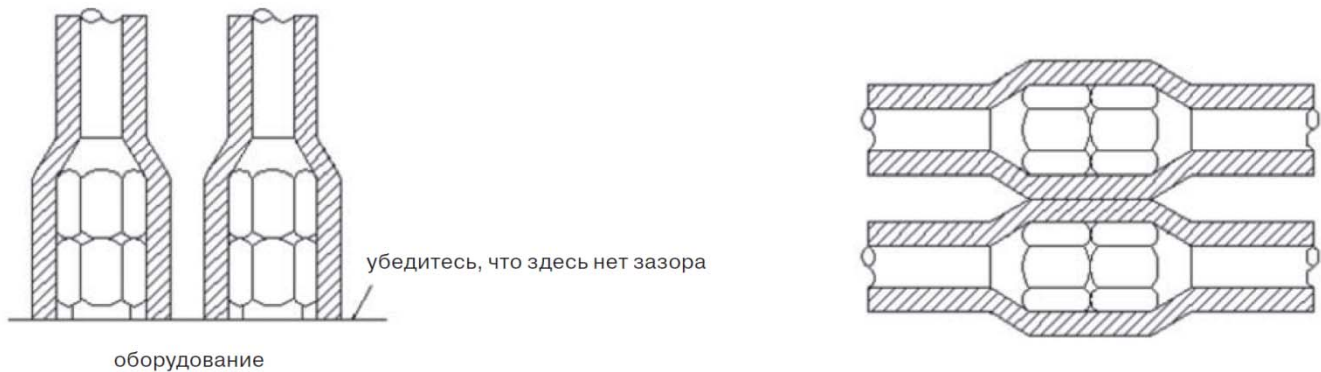 убедитесь, что здесь нет зазора
оборудование